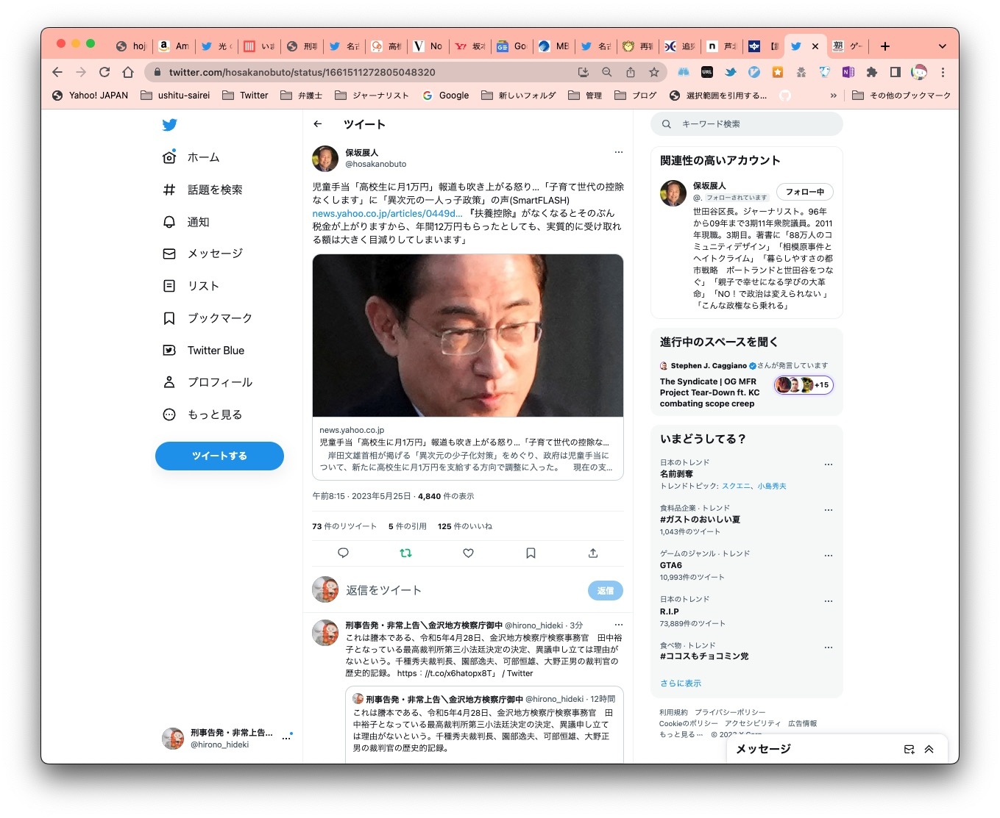 hoj
Am
光
いま
刑事
名古
高橋
No
坂本
Go
MB
名古
再審
追突
芦北
ゲー
twitter.com/hosakanobuto/status/1661511272805048320
Yahoo! JAPAN
ushitu-sairei
Twitter
弁護士
ジャーナリスト
Google
新しいフォルダ
管理
ブログ
選択範囲を引用する...
»
その他のブックマーク
ホーム
話題を検索
通知
メッセージ
リスト
ブックマーク
Twitter Blue
プロフィール
もっと見る
ツイートする
刑事告発・非常上告...
@hirono_hideki
ツイート
保坂展人
@hosakanobuto
児童手当「高校生に月1万円」報道も吹き上がる怒り…「子育て世代の控除
なくします」に「異次元の一人っ子政策」の声(SmartFLASH)
news.yahoo.co.jp/articles/0449d… 『扶養控除』がなくなるとそのぶん
税金が上がりますから、年間12万円もらったとしても、実質的に受け取れ
る額は大きく目減りしてしまいます」
news.yahoo.co.jp
児童手当「高校生に月1万円」報道も吹き上がる怒り…「子育て世代の控除な...
岸田文雄首相が掲げる「異次元の少子化対策」をめぐり、政府は児童手当に
ついて、新たに高校生に月1万円を支給する方向で調整に入った。 現在の支...
午前8:15 · 2023年5月25日 · 4,840 件の表示
73 件のリツイート 5 件の引用 125 件のいいね
返信をツイート
返信
刑事告発・非常上告＼金沢地方検察庁御中 @hirono_hideki · 3分
これは謄本である、令和5年4月28日、金沢地方検察庁検察事務官 田中裕
子となっている最高裁判所第三小法廷決定の決定、異議申し立ては理由が
ないという。千種秀夫裁判長、園部逸夫、可部恒雄、大野正男の裁判官の
歴史的記録。 https：//t.co/x6hatopx8T」 / Twitter
刑事告発・非常上告＼金沢地方検察庁御中 @hirono_hideki · 12時間
これは謄本である、令和5年4月28日、金沢地方検察庁検察事務官 田
中裕子となっている最高裁判所第三小法廷決定の決定、異議申し立て
は理由がないという。千種秀夫裁判長、園部逸夫、可部恒雄、大野正
男の裁判官の歴史的記録。
キーワード検索
関連性の高いアカウント
保坂展人
@. フォローされています
フォロー中
世田谷区長。ジャーナリスト。96年
から09年まで3期11年衆院議員。2011
年現職。3期目。著書に「88万人のコ
ミュニティデザイン」「相模原事件と
ヘイトクライム」「暮らしやすさの都
市戦略 ポートランドと世田谷をつな
ぐ」「親子で幸せになる学びの大革
命」「NO！で政治は変えられない 」
「こんな政権なら乗れる」
進行中のスペースを聞く
Stephen J. Caggiano さんが発言しています
The Syndicate | OG MFR
Project Tear-Down ft. KC
combating scope creep
+15
いまどうしてる？
日本のトレンド
名前剥奪
トレンドトピック: スクエニ、小島秀夫
食料品企業 · トレンド
#ガストのおいしい夏
1,043件のツイート
ゲームのジャンル · トレンド
GTA6
10,993件のツイート
日本のトレンド
R.I.P
73,889件のツイート
食べ物 · トレンド
#ココスもチョコミン党
さらに表示
利用規約 プライバシーポリシー
Cookieのポリシー アクセシビリティ 広告情報
もっと見る … © 2023 X Corp.
メッセージ